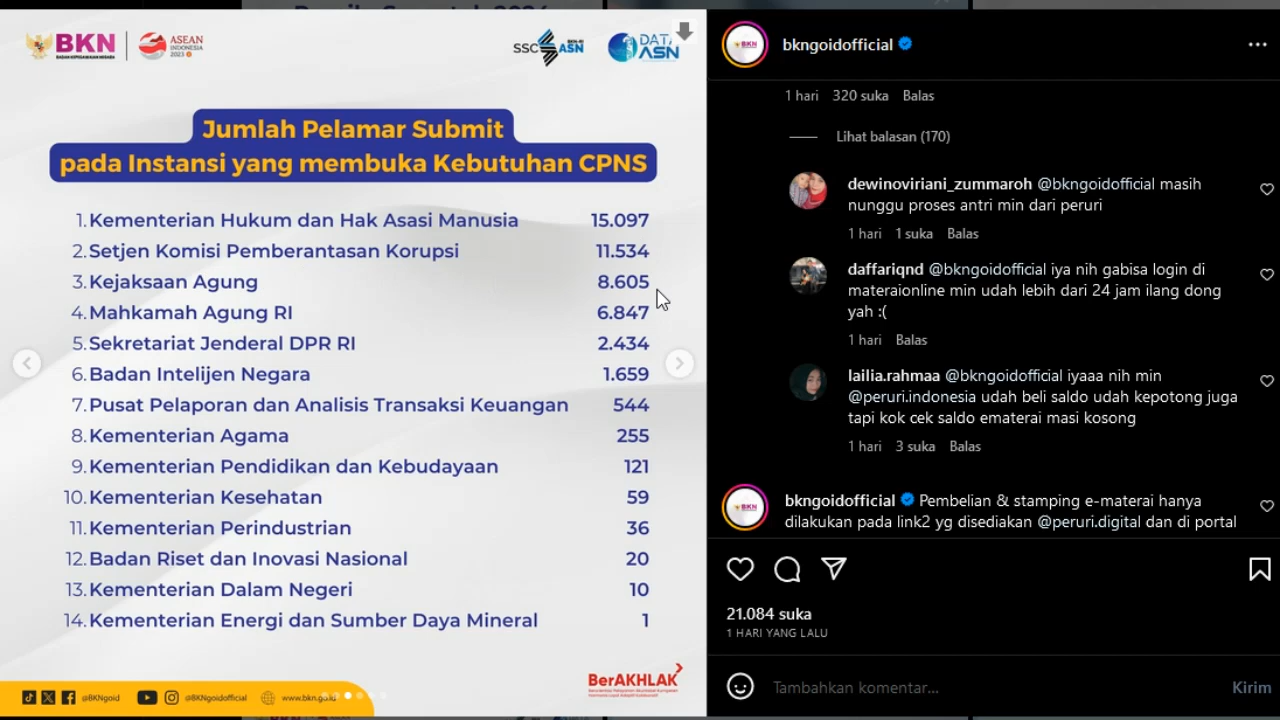 BKN
BADAN KEPEGAWAIAN NEGARA
ASEAN
INDONESIA
2023
SSC BKN-RI
ASN
DATA
ASN
Jumlah Pelamar Submit
pada Instansi yang membuka Kebutuhan CPNS
1. Kementerian Hukum dan Hak Asasi Manusia 15.097
2. Setjen Komisi Pemberantasan Korupsi 11.534
3. Kejaksaan Agung 8.605
4. Mahkamah Agung RI 6.847
5. Sekretariat Jenderal DPR RI 2.434
6. Badan Intelijen Negara 1.659
7. Pusat Pelaporan dan Analisis Transaksi Keuangan 544
8. Kementerian Agama 255
9. Kementerian Pendidikan dan Kebudayaan 121
10. Kementerian Kesehatan 59
11. Kementerian Perindustrian 36
12. Badan Riset dan Inovasi Nasional 20
13. Kementerian Dalam Negeri 10
14. Kementerian Energi dan Sumber Daya Mineral 1
BerAKHLAK
@BKNgoid @BKNgoidofficial www.bkn.go.id
bkngoidofficial
1 hari 320 suka Balas
Lihat balasan (170)
dewinoviriani_zummaroh @bkngoidofficial masih
nunggu proses antri min dari peruri
1 hari 1 suka Balas
daffariqnd @bkngoidofficial iya nih gabisa login di
materaionline min udah lebih dari 24 jam ilang dong
yah :(
1 hari Balas
lailia.rahmaa @bkngoidofficial iyaaa nih min
@peruri.indonesia udah beli saldo udah kepotong juga
tapi kok cek saldo ematerai masi kosong
1 hari 3 suka Balas
bkngoidofficial Pembelian & stamping e-materai hanya
dilakukan pada link2 yg disediakan @peruri.digital dan di portal
21.084 suka
1 HARI YANG LALU
Tambahkan komentar... Kirim